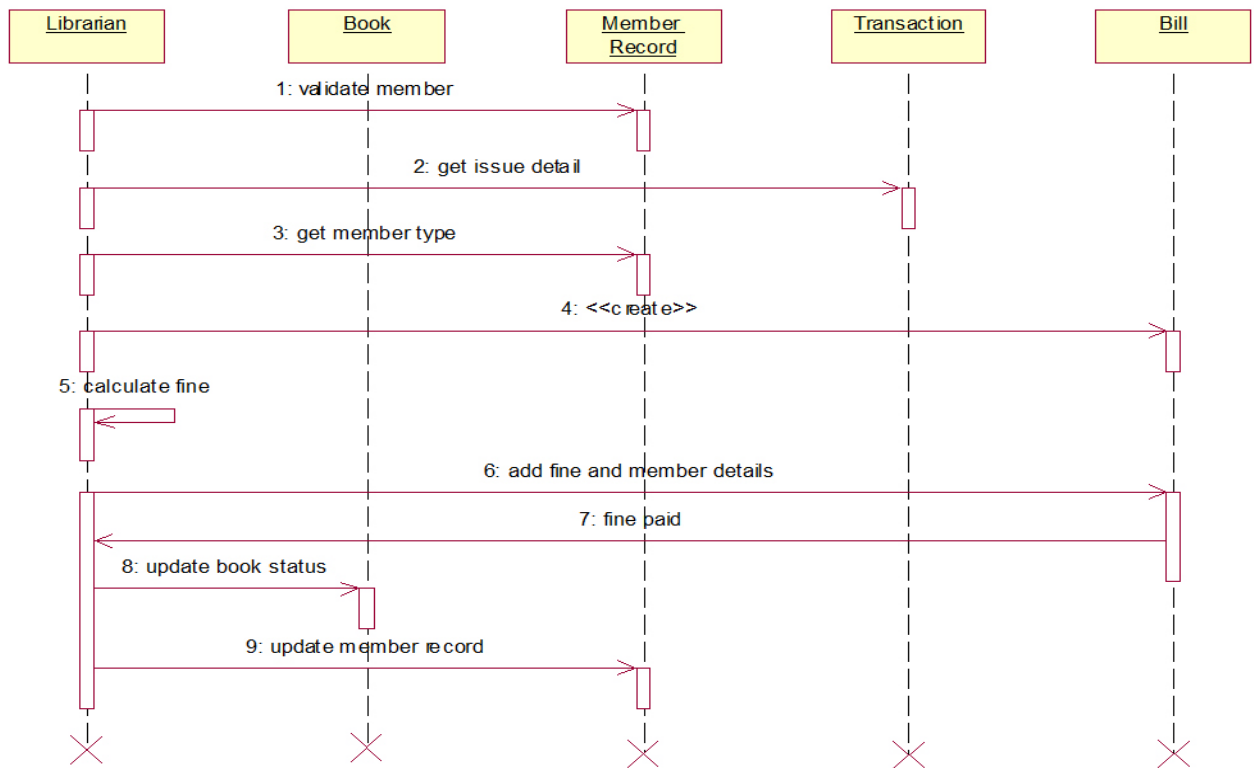 Librarian
Book
Member
Record
Transaction
Bill
1: validate member
2: get issue detail
3: get member type
4: <<create>>
5: calculate fine
6: add fine and member details
7: fine paid
8: update book status
9: update member record